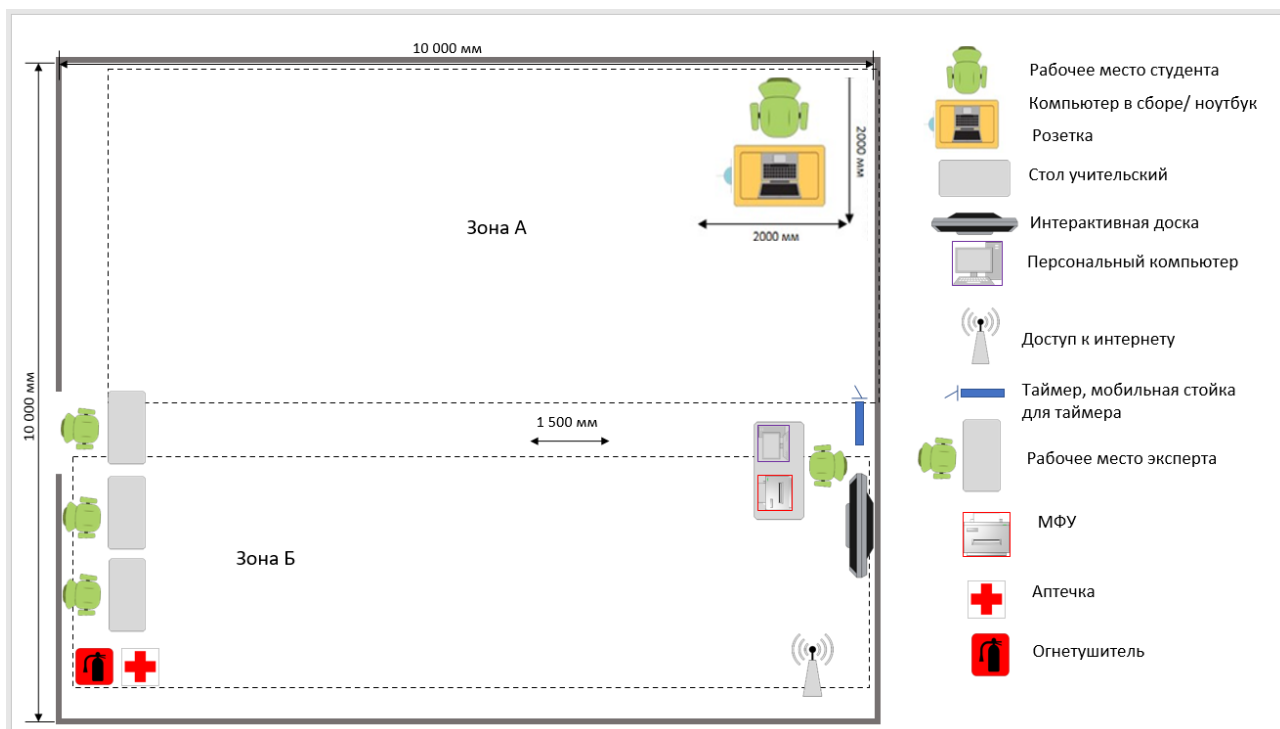 10 000 мм
10 000 мм
2000 мм
2000 мм
Зона А
1 500 мм
Зона Б
Рабочее место студента
Компьютер в сборе/ ноутбук
Розетка
Стол учительский
Интерактивная доска
Персональный компьютер
Доступ к интернету
Таймер, мобильная стойка
для таймера
Рабочее место эксперта
МФУ
Аптечка
Огнетушитель